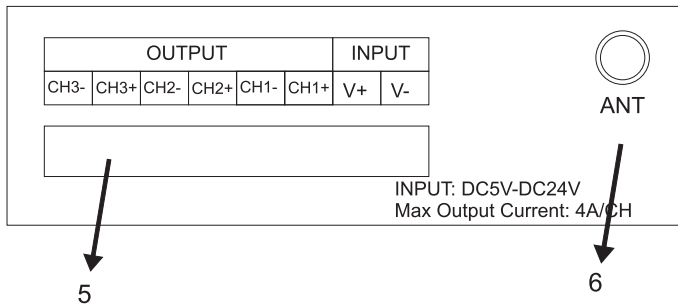 OUTPUT INPUT
CH3- CH3+ CH2- CH2+ CH1- CH1+ V+ V-
ANT
INPUT: DC5V-DC24V
Max Output Current: 4A/CH
5
6